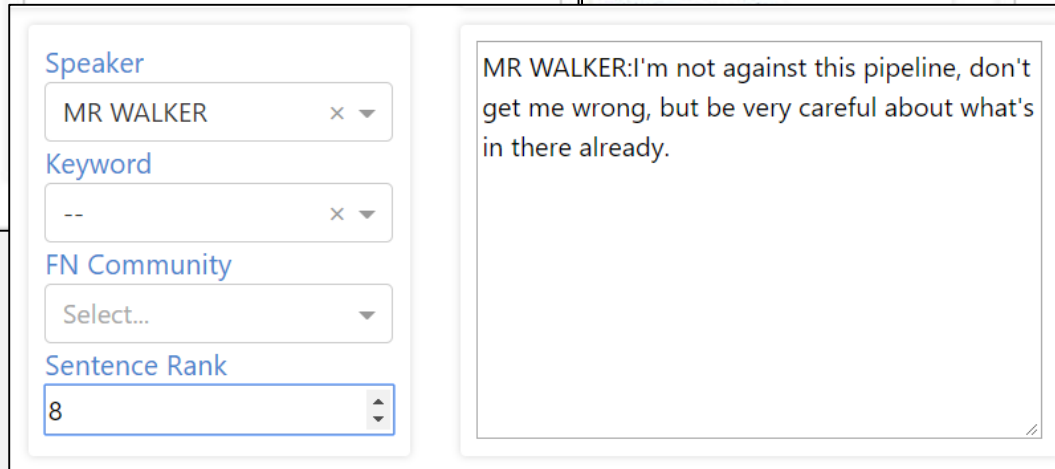 Speaker
MR WALKER
Keyword
--
FN Community
Select...
Sentence Rank
8
MR WALKER:I'm not against this pipeline, don't
get me wrong, but be very careful about what's
in there already.